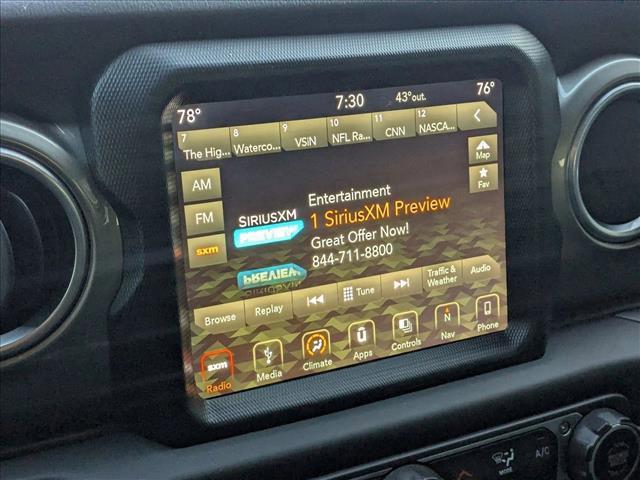 78° 7:30 43°out. 76°
7 8 9 10 11 12
The Hig... Waterco... VSiN NFL Ra... CNN NASCA...
AM
FM
sxm
Map
Fav
SIRIUSXM
PREVIEW
Entertainment
1 SiriusXM Preview
Great Offer Now!
844-711-8800
Browse Replay Tune Traffic & Weather Audio
sxm N
Radio Media Climate Apps Controls Nav Phone
MODE A/C